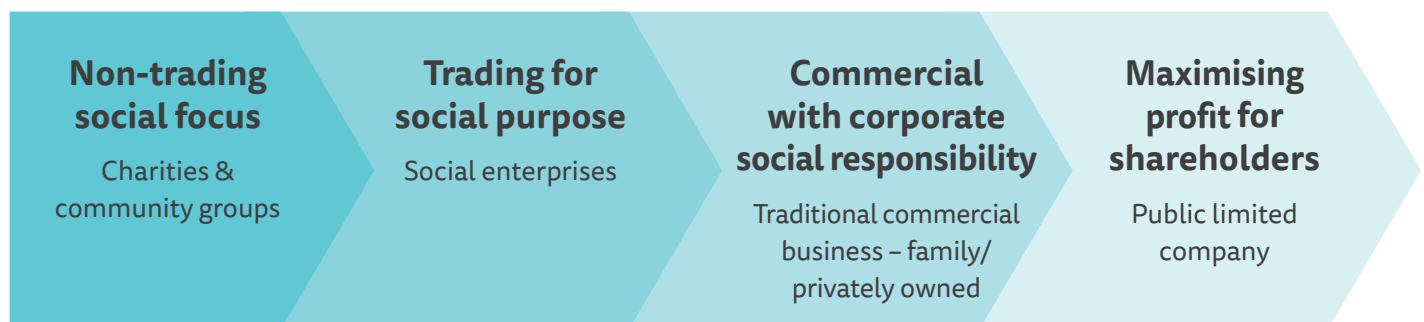 Non-trading
social focus
Charities &
community groups
Trading for
social purpose
Social enterprises
Commercial
with corporate
social responsibility
Traditional commercial
business – family/
privately owned
Maximising
profit for
shareholders
Public limited
company